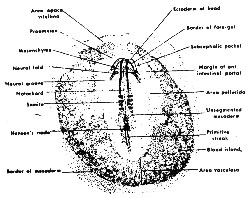 Area opaca
vitellina
Proamnion
Mesenchyme
Neural fold
Neural groove
Notochord
Somite
Hensen's node
Border of mesoderm
Ectoderm of head
Border of fore-gut
Subcephalic pocket
Margin of ant
intestinal portal
Area pellucida
Unsegmented
mesoderm
Primitive
streak
Blood island,
Area vasculosa